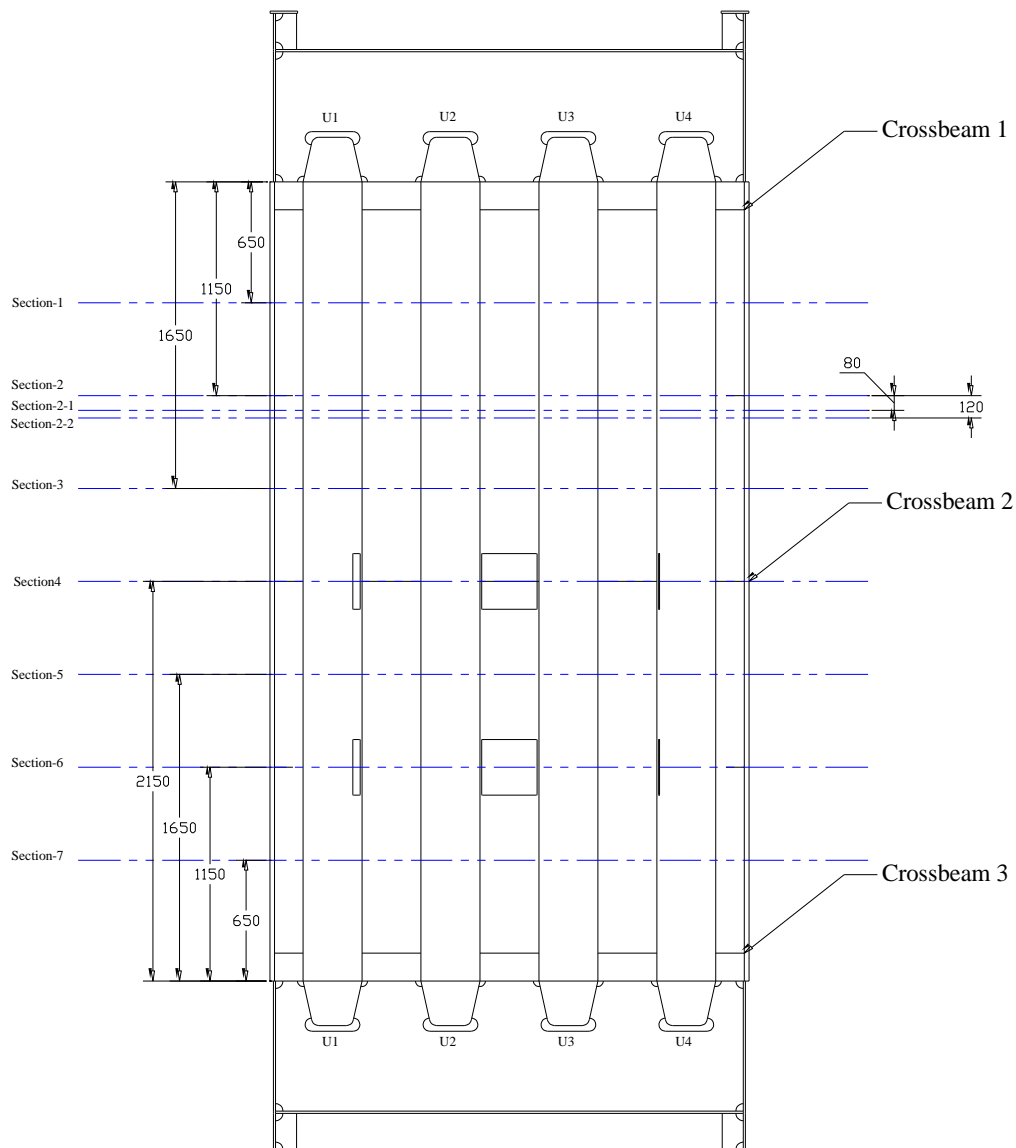 U1 U2 U3 U4
Crossbeam 1
650
1150
Section-1
1650
80
Section-2
Section-2-1
120
Section-2-2
Section-3
Crossbeam 2
Section4
Section-5
Section-6
2150
1650
Section-7
1150
Crossbeam 3
650
U1 U2 U3 U4